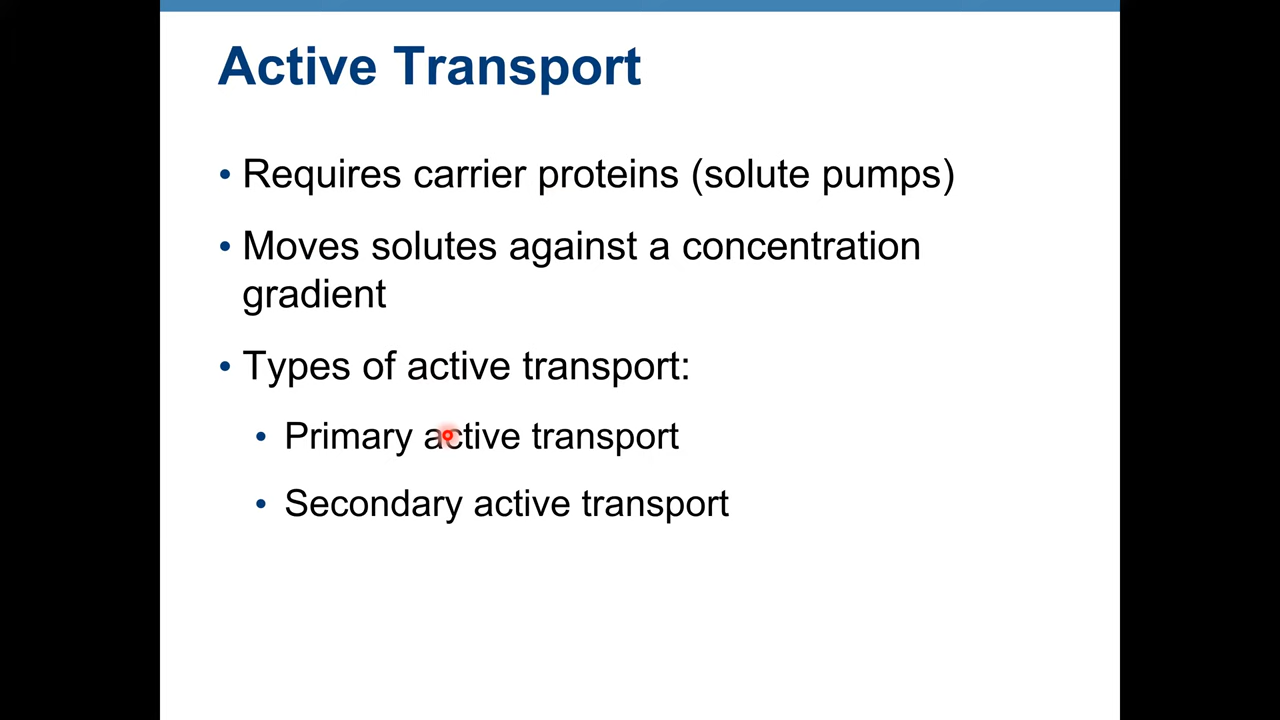 Active Transport
• Requires carrier proteins (solute pumps)
• Moves solutes against a concentration
gradient
• Types of active transport:
• Primary active transport
• Secondary active transport